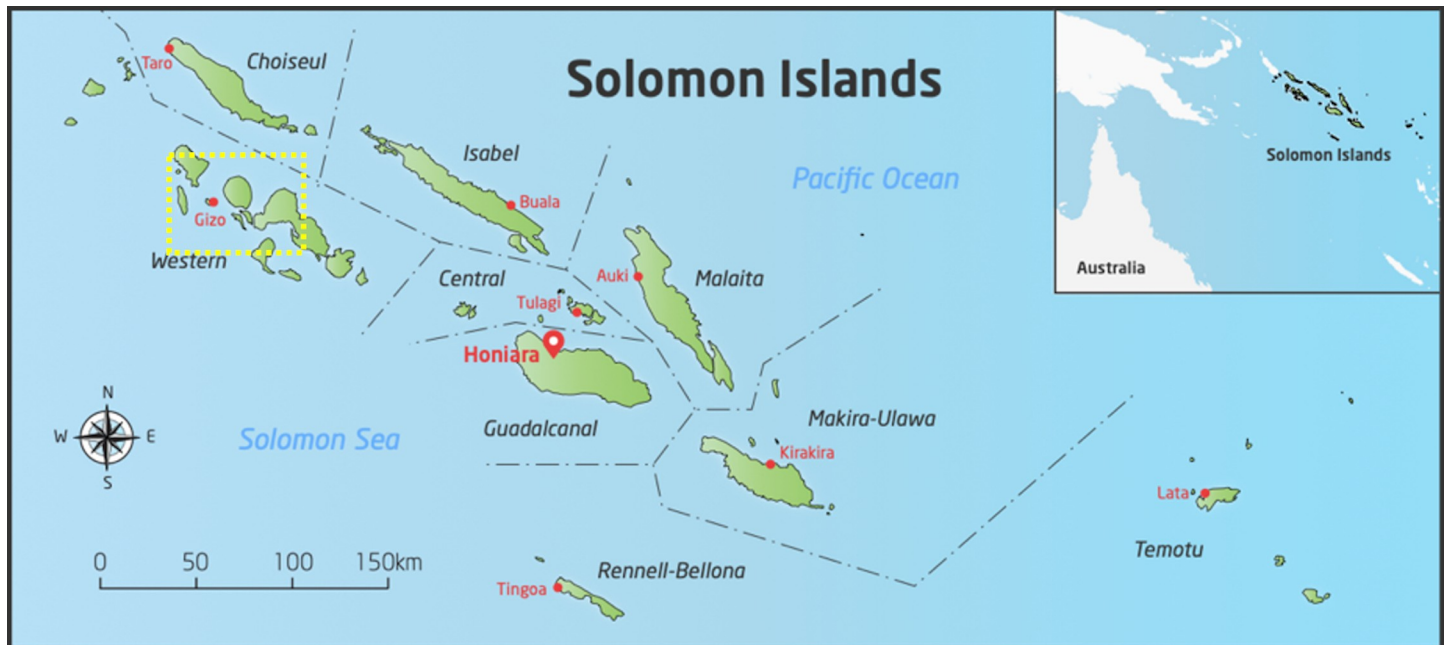 Solomon Islands
Taro
Choiseul
Isabel
Buala
Gizo
Western
Pacific Ocean
Central
Tulagi
Auki
Malaita
Honiara
Guadalcanal
Solomon Sea
Makira-Ulawa
Kirakira
N
W
E
S
Lata
Temotu
0
50
100
150km
Rennell-Bellona
Tingoa
Solomon Islands
Australia